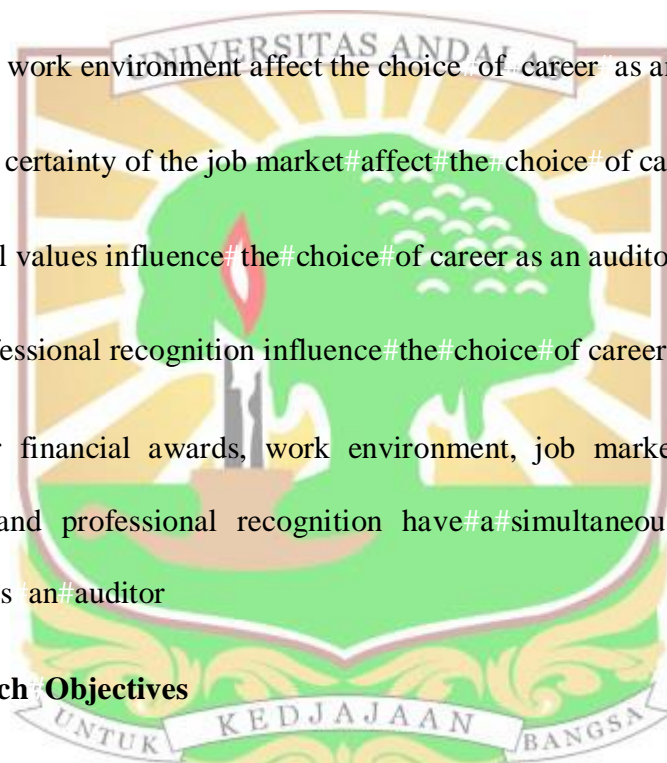 UNIVERSITAS ANDALAS
work environment affect the choice#of#career#as an
certainty of the job market#affect#the#choice#of ca
l values influence#the#choice#of career as an audito
fessional recognition influence#the#choice#of career
financial awards, work environment, job marke
and professional recognition have#a#simultaneou
s#an#auditor
ch#Objectives
UNTUK KEDJAJAAN BANGSA